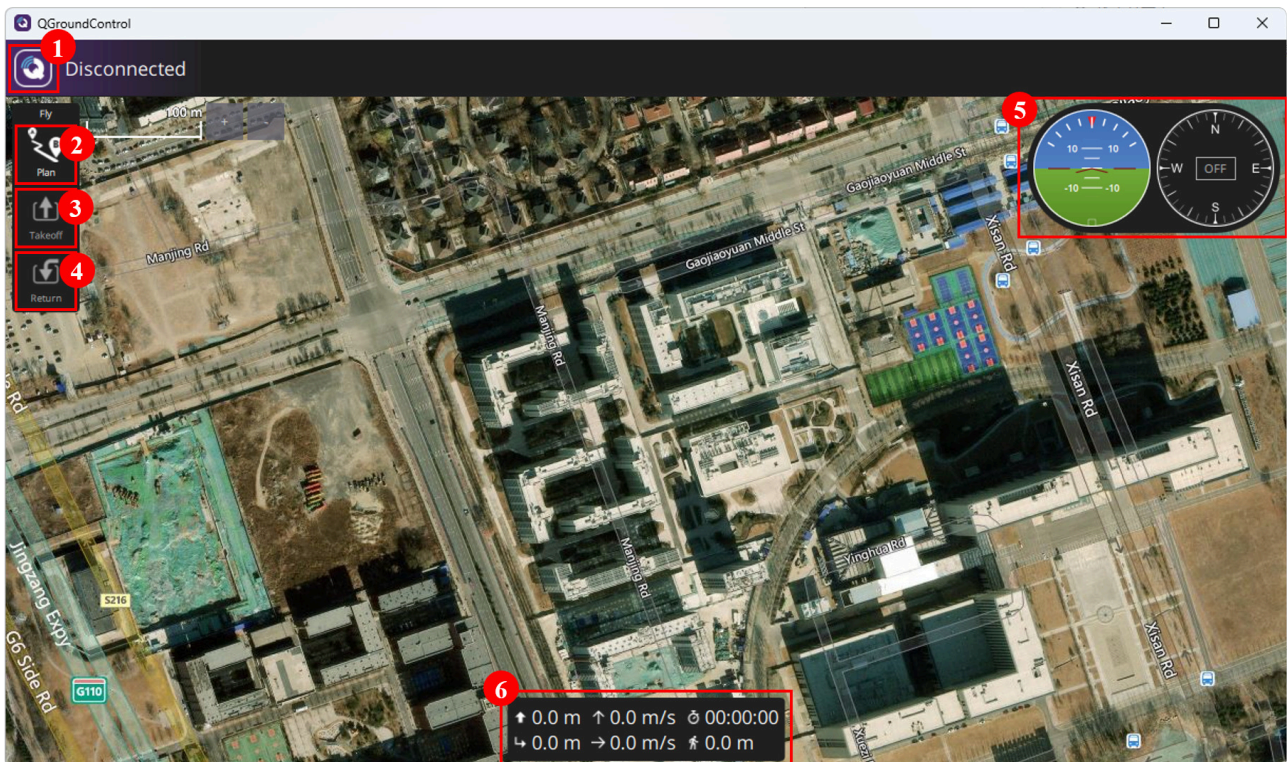 QGroundControl
1
Disconnected
Fly
100 m
+
2
Plan
3
Takeoff
4
Return
5
10 10
-10 -10
N
W OFF E
S
Gaojiaoyuan Middle St
Gaojiaoyuan Middle St
Xisan Rd
Manjing Rd
Manjing Rd
Xisan Rd
Manjing Rd
Yinghua Rd
Jingzang Expy
S216
G6 Side Rd
G110
Xisan Rd
6
0.0 m 0.0 m/s 00:00:00
0.0 m 0.0 m/s 0.0 m